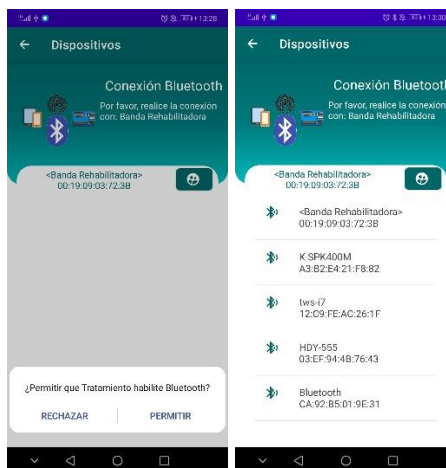 13:28
Dispositivos
Conexión Bluetooth
Por favor, realice la conexión
con: Banda Rehabilitadora
<Banda Rehabilitadora>
00:19:09:03:72:3B
¿Permitir que Tratamiento habilite Bluetooth?
RECHAZAR
PERMITIR
13:30
Dispositivos
Conexión Bluetooth
Por favor, realice la conexión
con: Banda Rehabilitadora
<Banda Rehabilitadora>
00:19:09:03:72:3B
<Banda Rehabilitadora>
00:19:09:03:72:3B
K-SPK400M
A3:B2:E4:21:F8:82
tws-i7
12:C9:FE:AC:26:1F
HDY-555
03:EF:94:4B:76:43
Bluetooth
CA:92:B5:01:9E:31